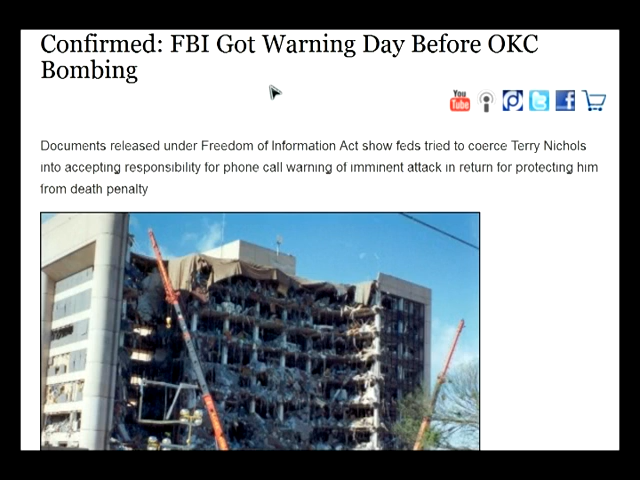 Confirmed: FBI Got Warning Day Before OKC
Bombing
You
Tube
Documents released under Freedom of Information Act show feds tried to coerce Terry Nichols
into accepting responsibility for phone call warning of imminent attack in return for protecting him
from death penalty